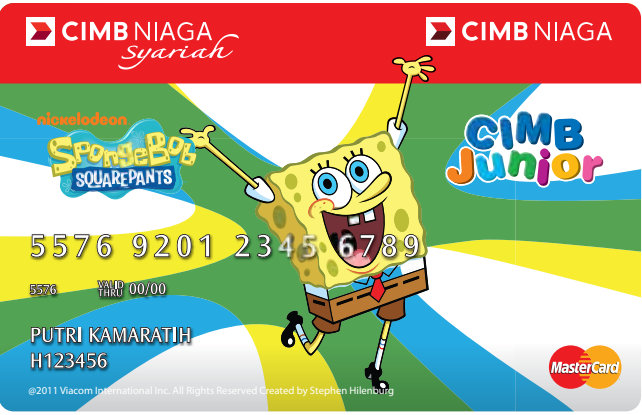 CIMB NIAGA
Syariah
CIMB NIAGA
nickelodeon
SpongeBob
SQUAREPANTS
CIMB
Junior
5576 9201 2345 6789
5576 VALID THRU 00/00
PUTRI KAMARATIH
H123456
MasterCard
@2011 Viacom International Inc. All Rights Reserved Created by Stephen Hilenburg